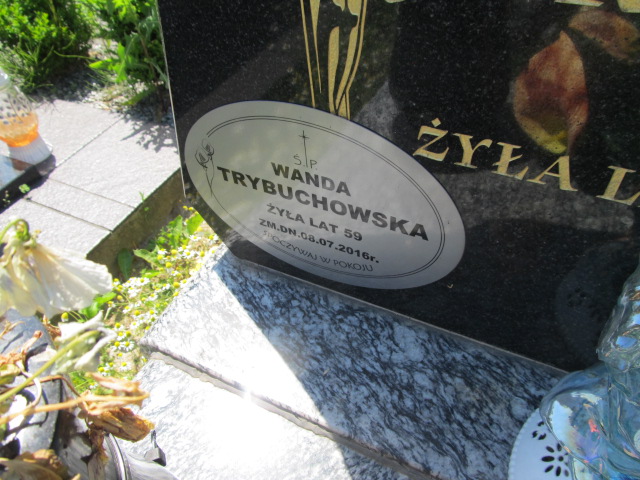 Ś.P.
WANDA
TRYBUCHOWSKA
ŻYŁA LAT 59
ZM.DN.08.07.2016r.
SPOCZYWAJ W POKOJU
ŻYŁA L